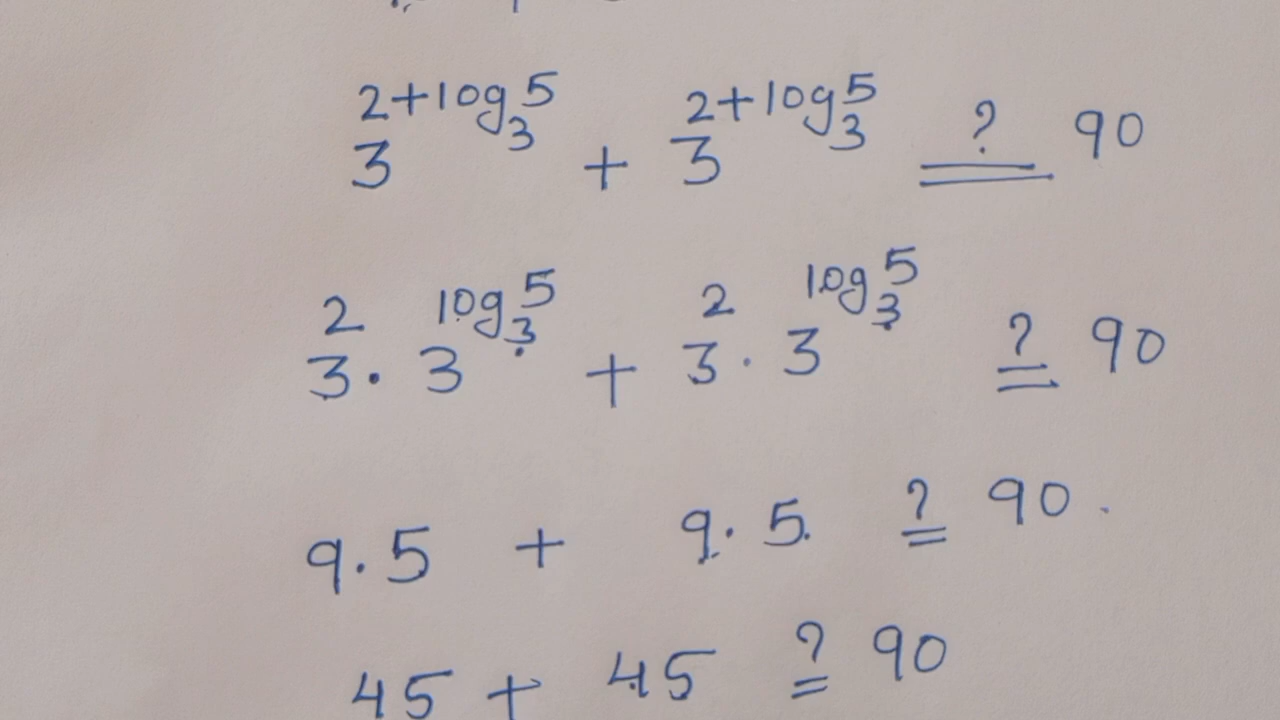 3^(2+log_3 5) + 3^(2+log_3 5) ?= 90
3^2 · 3^(log_3 5) + 3^2 · 3^(log_3 5) ?= 90
9.5 + 9.5 ?= 90.
45 + 45 ?= 90